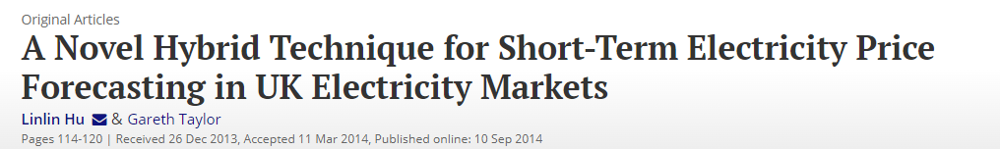 Original Articles
A Novel Hybrid Technique for Short-Term Electricity Price
Forecasting in UK Electricity Markets
Linlin Hu & Gareth Taylor
Pages 114-120 | Received 26 Dec 2013, Accepted 11 Mar 2014, Published online: 10 Sep 2014